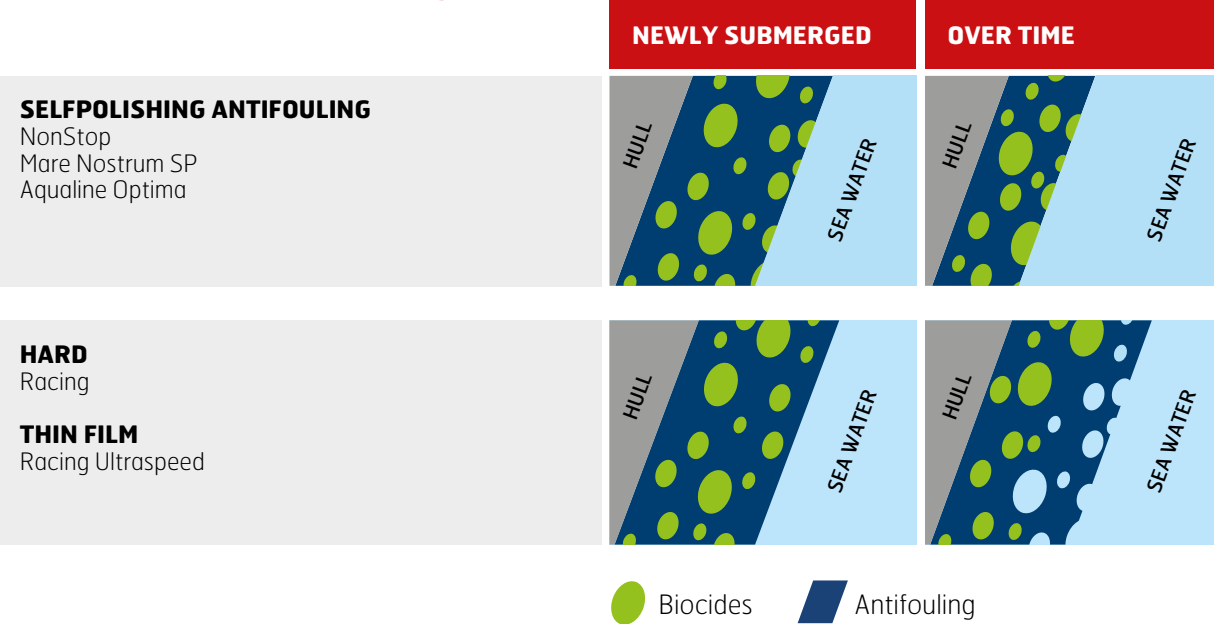 NEWLY SUBMERGED
OVER TIME
SELFPOLISHING ANTIFOULING
NonStop
Mare Nostrum SP
Aqualine Optima
HULL
SEA WATER
HULL
SEA WATER
HARD
Racing
THIN FILM
Racing Ultraspeed
HULL
SEA WATER
HULL
SEA WATER
Biocides
Antifouling